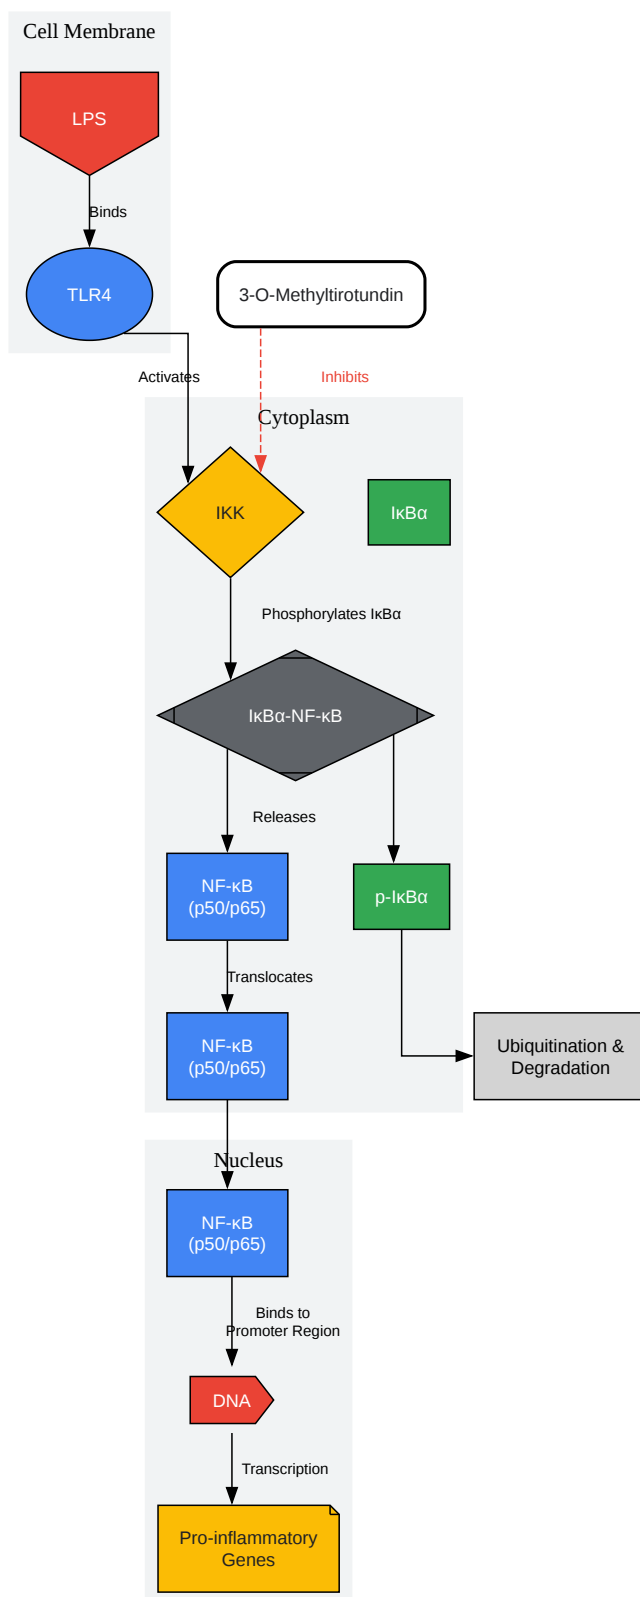 Cell Membrane
LPS
Binds
TLR4
3-O-Methyltirotundin
Activates
Inhibits
Cytoplasm
IKK
IκBα
Phosphorylates IκBα
IκBα-NF-κB
Releases
NF-κB
(p50/p65)
p-IκBα
Translocates
NF-κB
(p50/p65)
Ubiquitination &
Degradation
Nucleus
NF-κB
(p50/p65)
Binds to
Promoter Region
DNA
Transcription
Pro-inflammatory
Genes